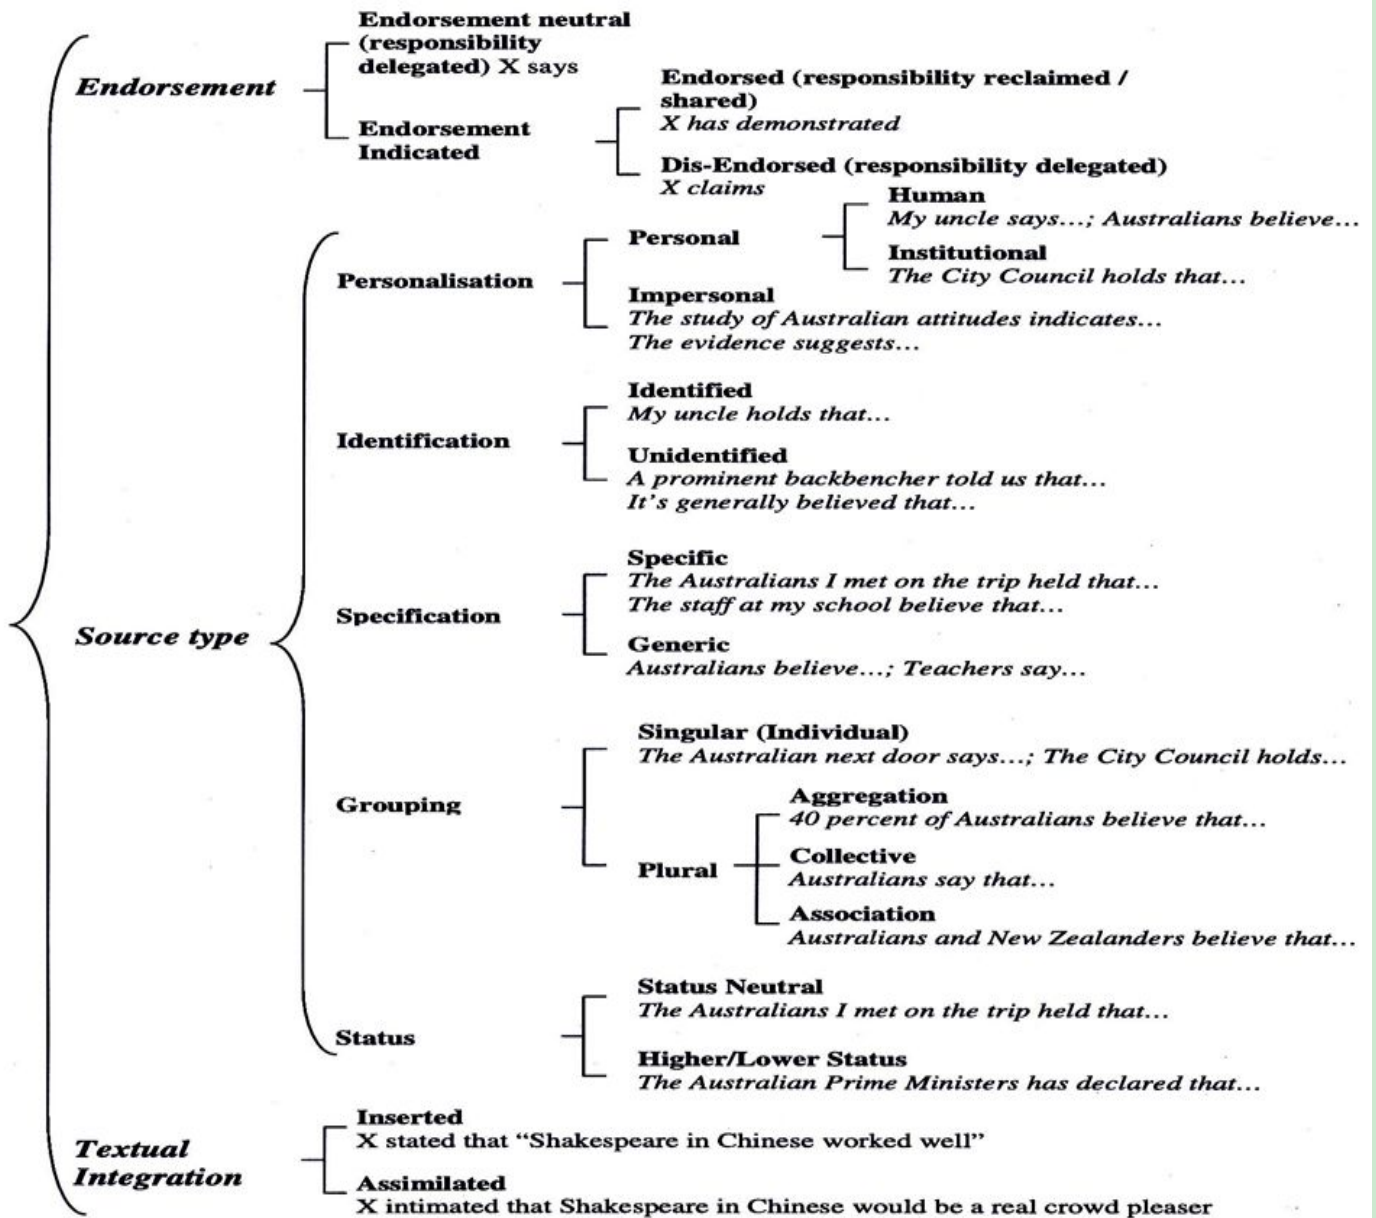 Endorsement neutral
(responsibility
delegated) X says
Endorsement
Endorsed (responsibility reclaimed /
shared)
X has demonstrated
Endorsement
Indicated
Dis-Endorsed (responsibility delegated)
X claims
Human
My uncle says...; Australians believe...
Personal
Institutional
The City Council holds that...
Personalisation
Impersonal
The study of Australian attitudes indicates...
The evidence suggests...
Identified
My uncle holds that...
Identification
Unidentified
A prominent backbencher told us that...
It's generally believed that...
Specific
The Australians I met on the trip held that...
The staff at my school believe that...
Specification
Source type
Generic
Australians believe...; Teachers say...
Singular (Individual)
The Australian next door says...; The City Council holds...
Grouping
Aggregation
40 percent of Australians believe that...
Plural
Collective
Australians say that...
Association
Australians and New Zealanders believe that...
Status Neutral
The Australians I met on the trip held that...
Status
Higher/Lower Status
The Australian Prime Ministers has declared that...
Inserted
X stated that “Shakespeare in Chinese worked well”
Textual
Integration
Assimilated
X intimated that Shakespeare in Chinese would be a real crowd pleaser